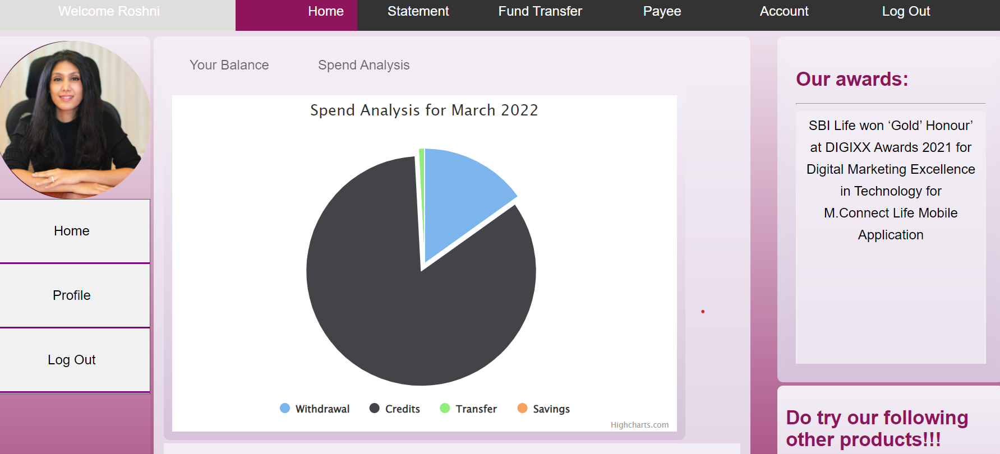 Welcome Roshni
Home
Statement
Fund Transfer
Payee
Account
Log Out
Home
Profile
Log Out
Your Balance
Spend Analysis
Spend Analysis for March 2022
Withdrawal
Credits
Transfer
Savings
Highcharts.com
Our awards:
SBI Life won ‘Gold’ Honour’
at DIGIXX Awards 2021 for
Digital Marketing Excellence
in Technology for
M.Connect Life Mobile
Application
Do try our following
other products!!!